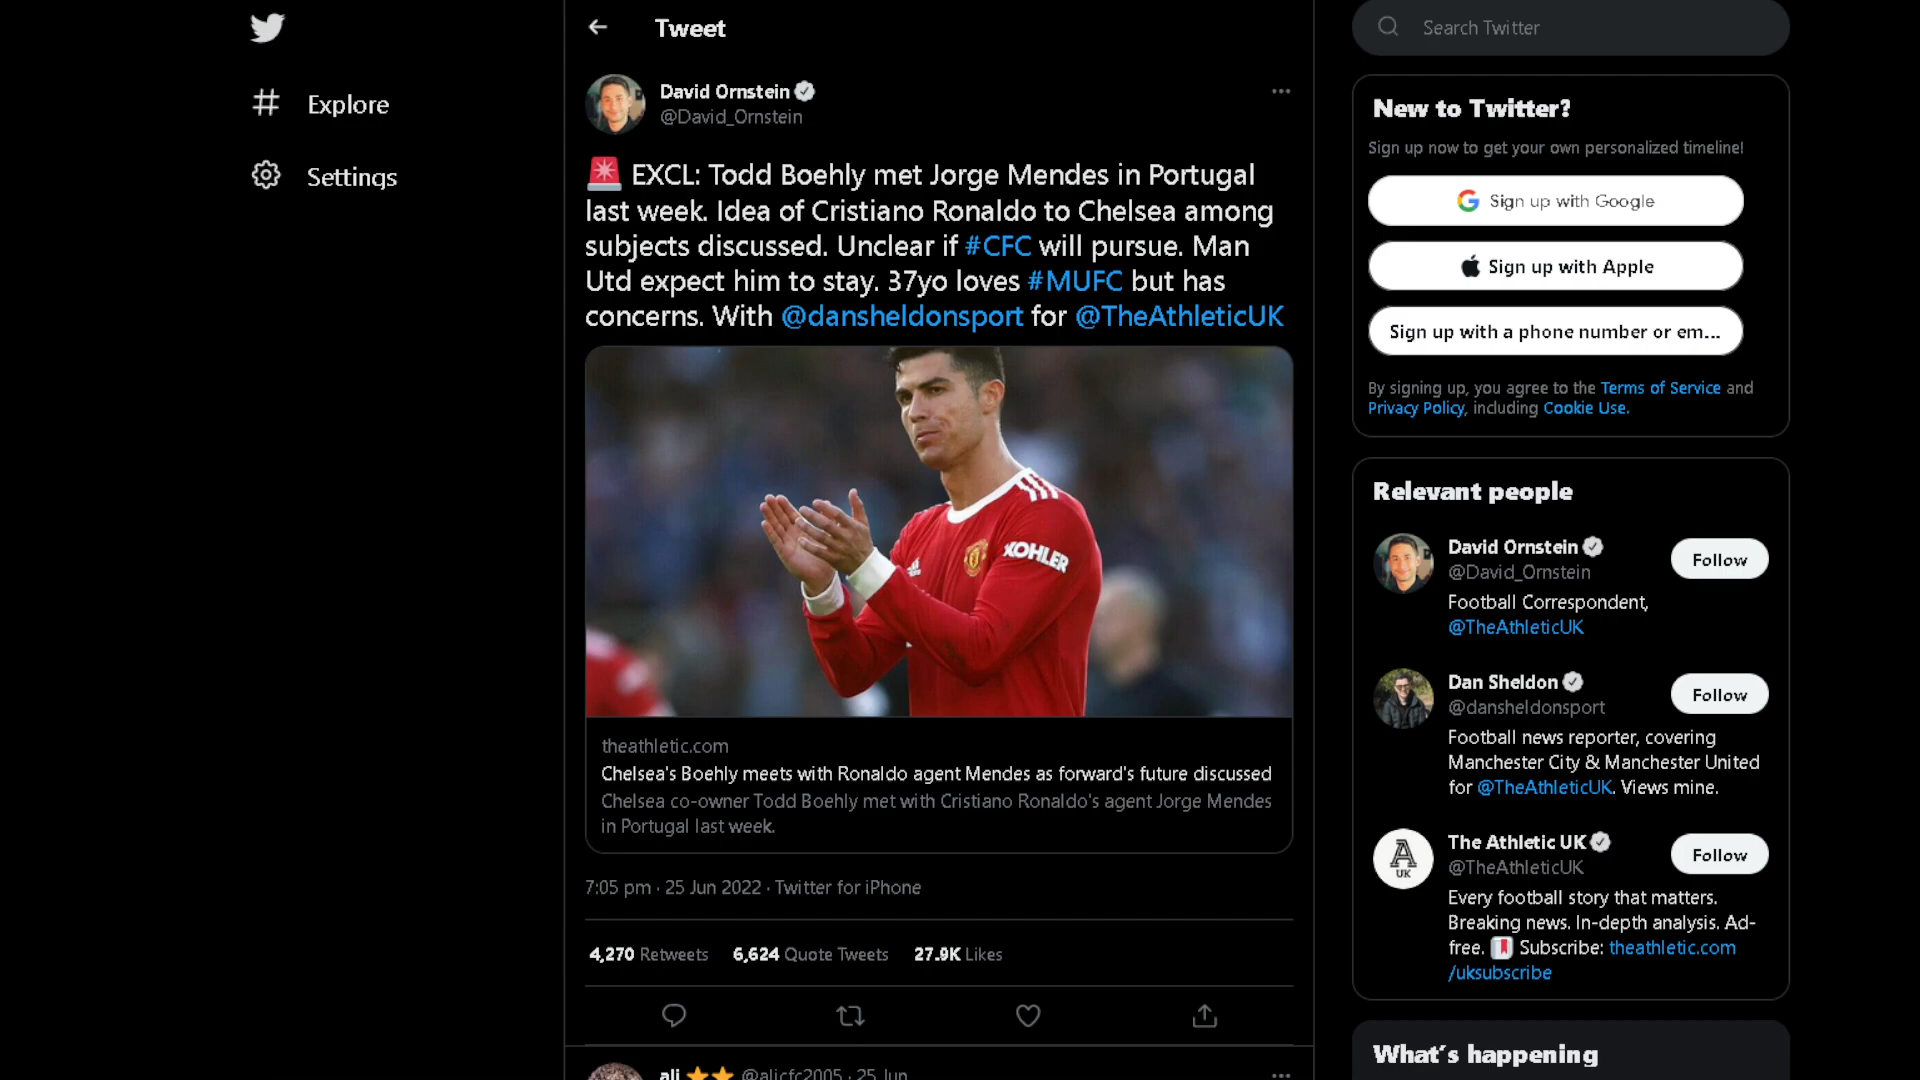 Tweet
Explore
Settings
David Ornstein
@David_Ornstein
EXCL: Todd Boehly met Jorge Mendes in Portugal
last week. Idea of Cristiano Ronaldo to Chelsea among
subjects discussed. Unclear if #CFC will pursue. Man
Utd expect him to stay. 37yo loves #MUFC but has
concerns. With @dansheldonsport for @TheAthleticUK
KOHLER
theathletic.com
Chelsea's Boehly meets with Ronaldo agent Mendes as forward's future discussed
Chelsea co-owner Todd Boehly met with Cristiano Ronaldo's agent Jorge Mendes
in Portugal last week.
7:05 pm · 25 Jun 2022 · Twitter for iPhone
4,270 Retweets 6,624 Quote Tweets 27.9K Likes
ali @alicfc2005 · 25 Jun
Search Twitter
New to Twitter?
Sign up now to get your own personalized timeline!
Sign up with Google
Sign up with Apple
Sign up with a phone number or em...
By signing up, you agree to the Terms of Service and
Privacy Policy, including Cookie Use.
Relevant people
David Ornstein
@David_Ornstein
Follow
Football Correspondent,
@TheAthleticUK
Dan Sheldon
@dansheldonsport
Follow
Football news reporter, covering
Manchester City & Manchester United
for @TheAthleticUK. Views mine.
The Athletic UK
@TheAthleticUK
Follow
A
UK
Every football story that matters.
Breaking news. In-depth analysis. Ad-
free. Subscribe: theathletic.com
/uksubscribe
What's happening